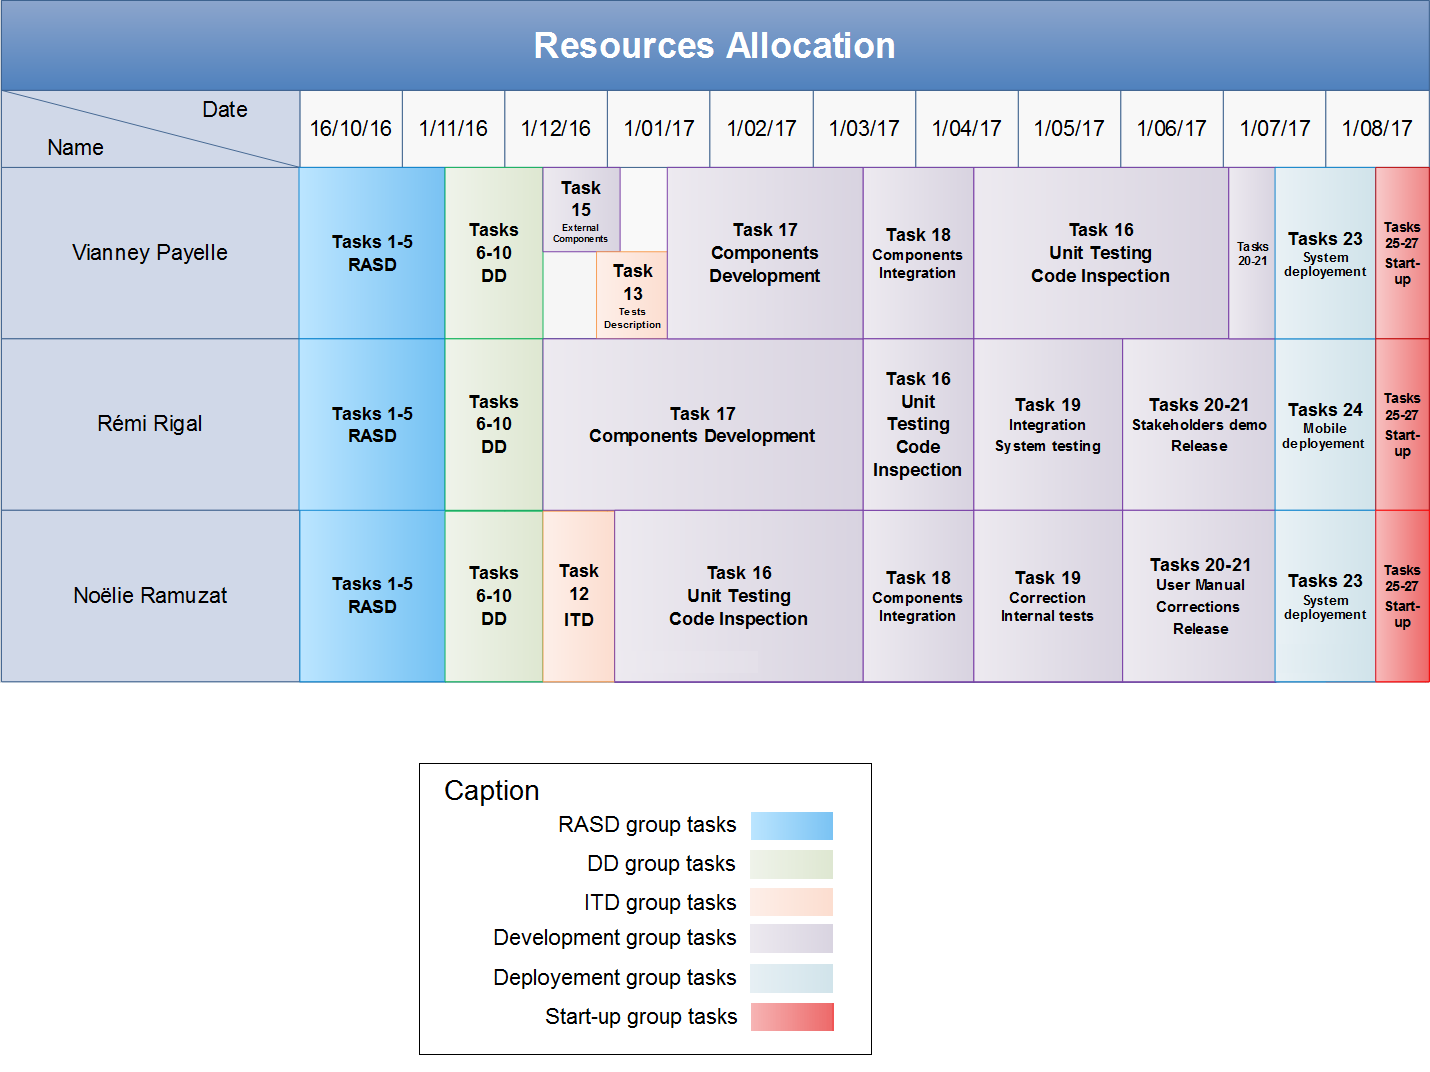 Resources Allocation
Date
Name
16/10/16
1/11/16
1/12/16
1/01/17
1/02/17
1/03/17
1/04/17
1/05/17
1/06/17
1/07/17
1/08/17
Vianney Payelle
Tasks 1-5
RASD
Tasks
6-10
DD
Task
15
External
Components
Task
13
Tests
Description
Task 17
Components
Development
Task 18
Components
Integration
Task 16
Unit Testing
Code Inspection
Tasks
20-21
Tasks 23
System
deployement
Tasks
25-27
Start-
up
Rémi Rigal
Tasks 1-5
RASD
Tasks
6-10
DD
Task 17
Components Development
Task 16
Unit
Testing
Code
Inspection
Task 19
Integration
System testing
Tasks 20-21
Stakeholders demo
Release
Tasks 24
Mobile
deployement
Tasks
25-27
Start-
up
Noëlie Ramuzat
Tasks 1-5
RASD
Tasks
6-10
DD
Task
12
ITD
Task 16
Unit Testing
Code Inspection
Task 18
Components
Integration
Task 19
Correction
Internal tests
Tasks 20-21
User Manual
Corrections
Release
Tasks 23
System
deployement
Tasks
25-27
Start-
up
Caption
RASD group tasks
DD group tasks
ITD group tasks
Development group tasks
Deployement group tasks
Start-up group tasks